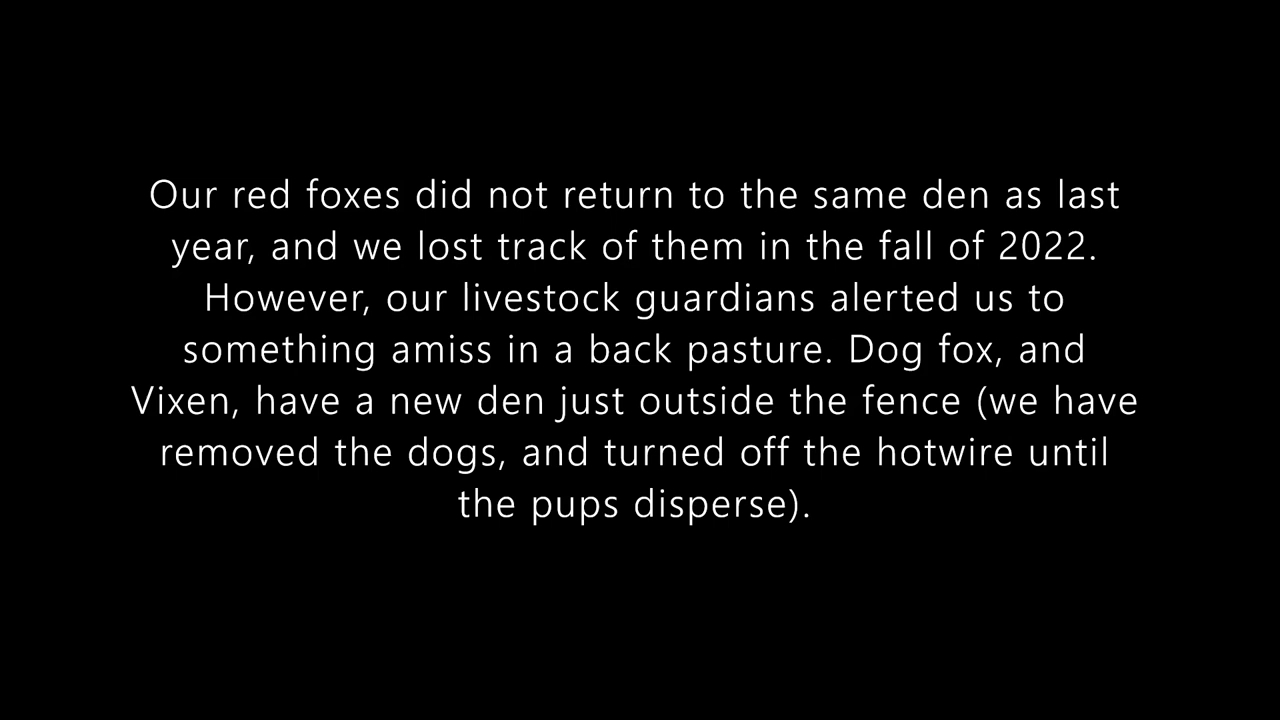 Our red foxes did not return to the same den as last
year, and we lost track of them in the fall of 2022.
However, our livestock guardians alerted us to
something amiss in a back pasture. Dog fox, and
Vixen, have a new den just outside the fence (we have
removed the dogs, and turned off the hotwire until
the pups disperse).